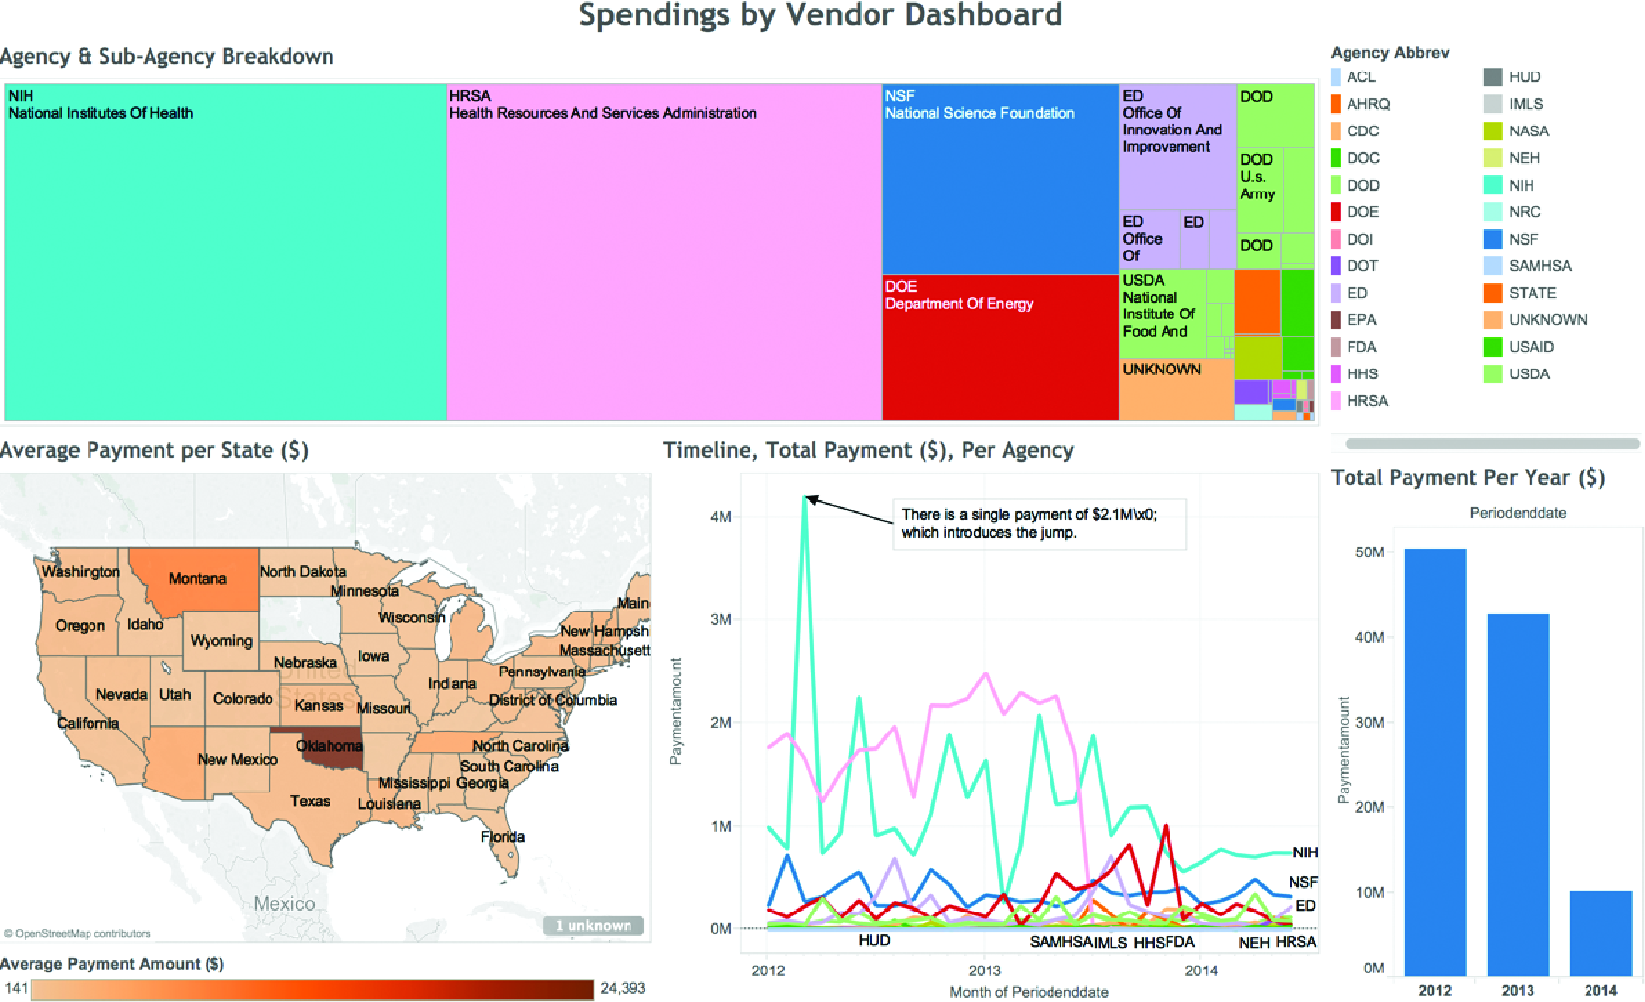 Spendings by Vendor Dashboard
Agency & Sub-Agency Breakdown
NIH
National Institutes Of Health
HRSA
Health Resources And Services Administration
NSF
National Science Foundation
DOE
Department Of Energy
ED
Office Of
Innovation And
Improvement
ED
Office
Of
ED
USDA
National
Institute Of
Food And
UNKNOWN
DOD
DOD
U.s.
Army
DOD
Agency Abbrev
ACL
AHRQ
CDC
DOC
DOD
DOE
DOI
DOT
ED
EPA
FDA
HHS
HRSA
HUD
IMLS
NASA
NEH
NIH
NRC
NSF
SAMHSA
STATE
UNKNOWN
USAID
USDA
Average Payment per State ($)
Washington
Montana
North Dakota
Minnesota
Wisconsin
Main
Oregon
Idaho
Wyoming
New Hampsh
Massachusett
Iowa
Nebraska
Pennsylvania
United
States
Nevada
Utah
Colorado
Kansas
Missouri
Indiana
District of Columbia
California
New Mexico
Oklahoma
North Carolina
South Carolina
Mississippi
Georgia
Texas
Louisiana
Florida
Mexico
1 unknown
© OpenStreetMap contributors
Average Payment Amount ($)
141
24,393
Timeline, Total Payment ($), Per Agency
There is a single payment of $2.1M\x0;
which introduces the jump.
Paymentamount
4M
3M
2M
1M
0M
NIH
NSF
ED
HUD
SAMHSA
IMLS
HHS
FDA
NEH
HRSA
2012
2013
2014
Month of Periodenddate
Total Payment Per Year ($)
Periodenddate
Paymentamount
50M
40M
30M
20M
10M
0M
2012
2013
2014